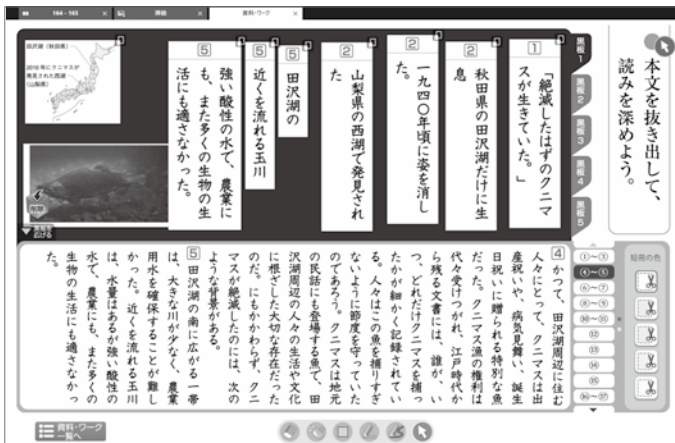 164 - 165
掃絵
資料・ワーク
本文を抜き出して、
読みを深めよう。
黒板1
黒板2
黒板3
黒板4
黒板5
1
「絶滅したはずのクニマ
スが生きていた。」
2
秋田県の田沢湖だけに生
息
2
一九四〇年頃に姿を消し
た。
2
山梨県の西湖で発見され
た
5
田沢湖の
5
近くを流れる玉川
5
強い酸性の水で、農業に
も、また多くの生物の生
活にも適さなかった。
田沢湖(秋田県)
2010年にクニマスが
発見された西湖
(山梨県)
削除
黒板を
広げる
短冊の色
①〜③
④〜⑤
⑥〜⑦
⑧〜⑨
⑩〜⑪
⑫
⑬
⑭
⑮
⑯〜⑰
4 かつて、田沢湖周辺に住む
人々にとって、クニマスは出
産祝いや、病気見舞い、誕生
日祝いに贈られる特別な魚
だった。クニマス漁の権利は
代々受けつがれ、江戸時代か
ら残る文書には、誰が、い
つ、どれだけクニマスを捕っ
たかが細かく記録されてい
る。人々はこの魚を捕りすぎ
ないように節度を守っていた
のであろう。クニマスは地元
の民話にも登場する魚で、田
沢湖周辺の人々の生活や文化
に根ざした大切な存在だった
のだ。にもかかわらず、クニ
マスが絶滅したのには、次の
ような背景がある。
5 田沢湖の南に広がる一帯
は、大きな川が少なく、農業
用水を確保することが難し
かった。近くを流れる玉川
は、水量はあるが強い酸性の
水で、農業にも、また多くの
生物の生活にも適さなかっ
た。
資料・ワーク
一覧へ